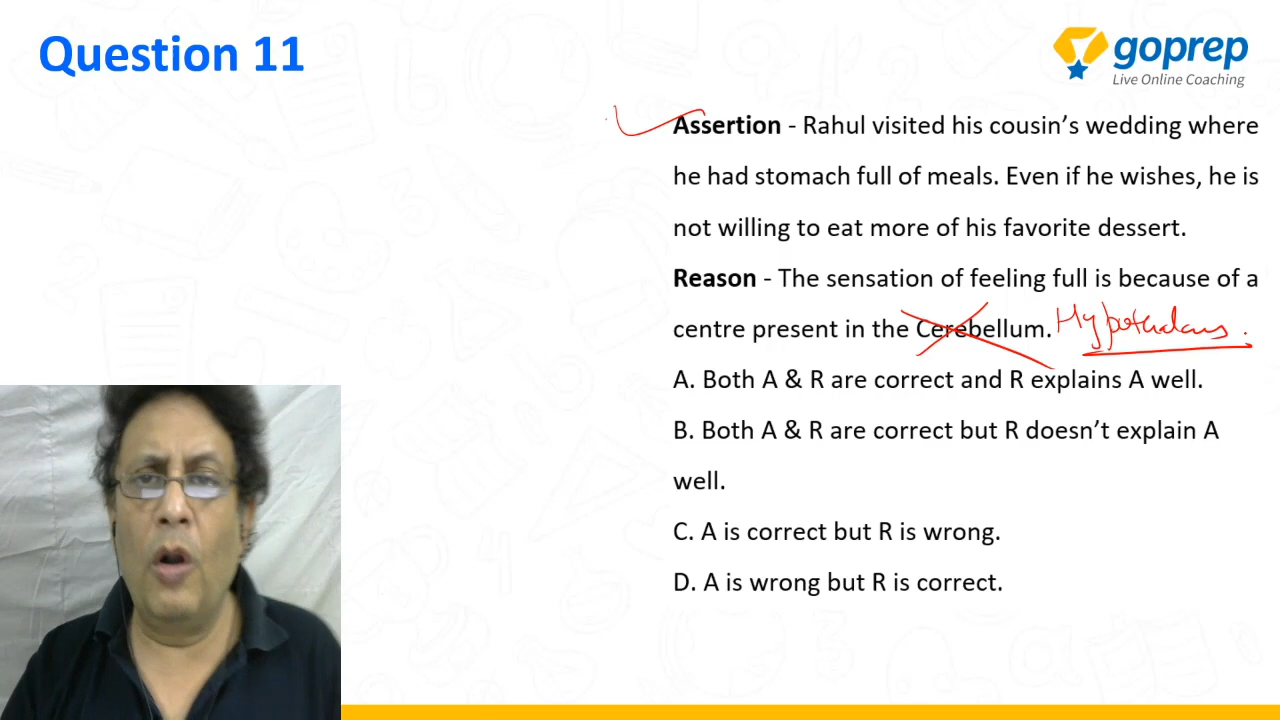 Question 11
goprep
Live Online Coaching
Assertion - Rahul visited his cousin’s wedding where
he had stomach full of meals. Even if he wishes, he is
not willing to eat more of his favorite dessert.
Reason - The sensation of feeling full is because of a
centre present in the Cerebellum.
A. Both A & R are correct and R explains A well.
B. Both A & R are correct but R doesn’t explain A
well.
C. A is correct but R is wrong.
D. A is wrong but R is correct.